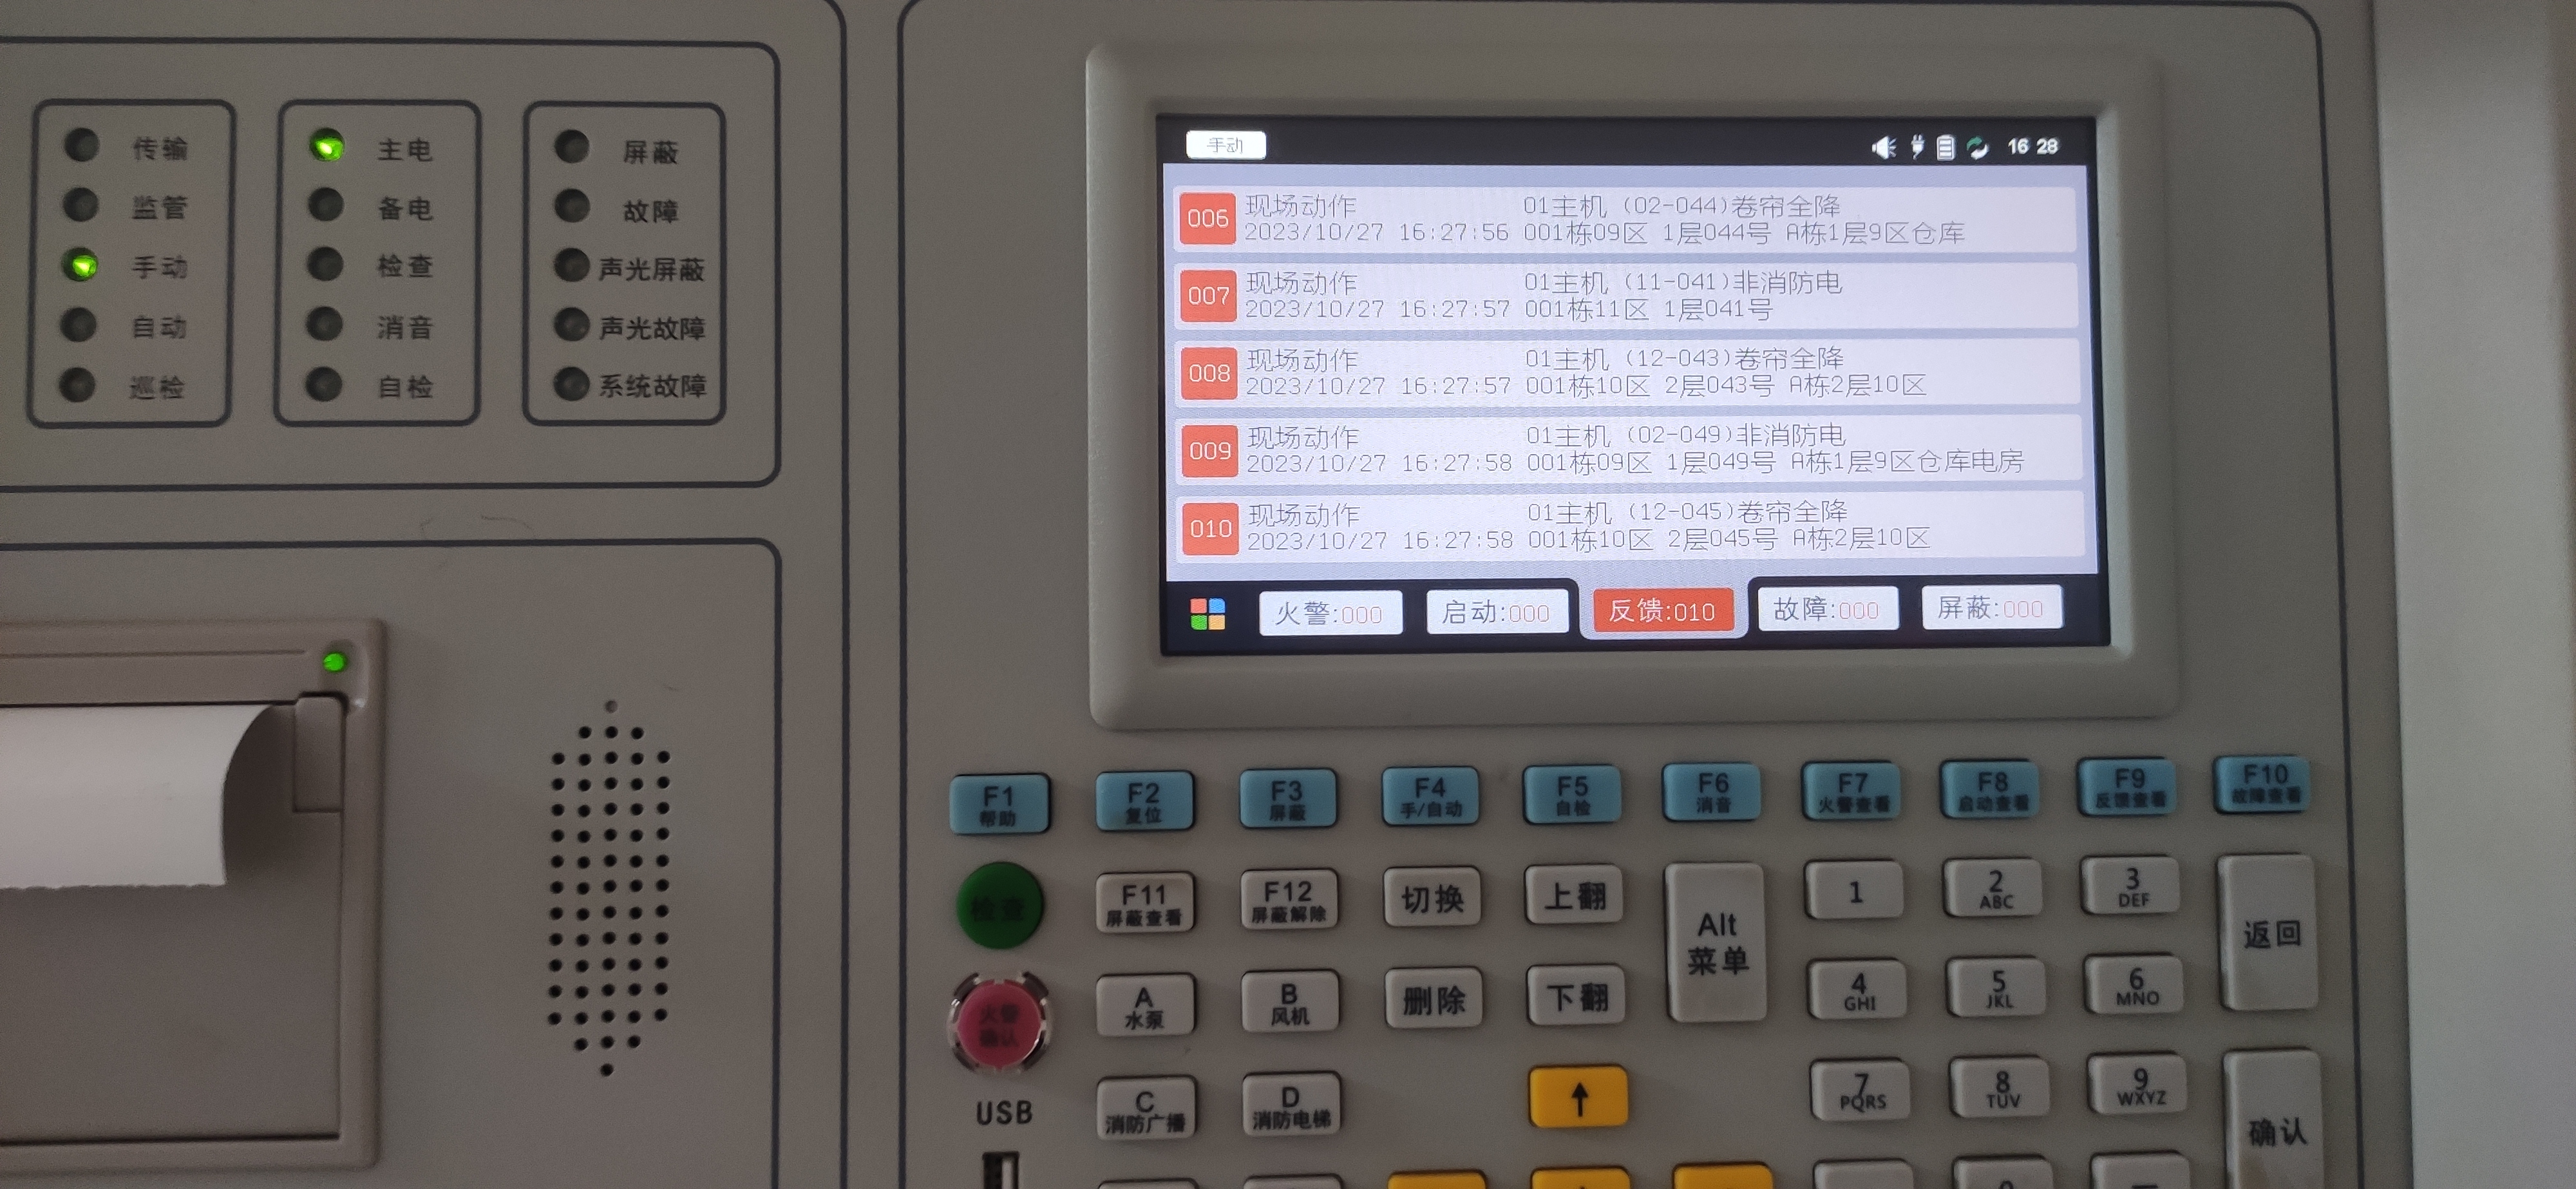 传输
监管
手动
自动
巡检
主电
备电
检查
消音
自检
屏蔽
故障
声光屏蔽
声光故障
系统故障
手动
16 28
006 现场动作 01主机 (02-044)卷帘全降
2023/10/27 16:27:56 001栋09区 1层044号 A栋1层9区仓库
007 现场动作 01主机 (11-041)非消防电
2023/10/27 16:27:57 001栋11区 1层041号
008 现场动作 01主机 (12-043)卷帘全降
2023/10/27 16:27:57 001栋10区 2层043号 A栋2层10区
009 现场动作 01主机 (02-049)非消防电
2023/10/27 16:27:58 001栋09区 1层049号 A栋1层9区仓库电房
010 现场动作 01主机 (12-045)卷帘全降
2023/10/27 16:27:58 001栋10区 2层045号 A栋2层10区
火警:000 启动:000 反馈:010 故障:000 屏蔽:000
F1 F2 F3 F4 F5 F6 F7 F8 F9 F10
帮助 复位 屏蔽 手/自动 自检 消音 火警查看 启动查看 反馈查看 故障查看
检查
F11 屏蔽查看
F12 屏蔽解除
切换
上翻
Alt
菜单
1
2 ABC
3 DEF
返回
火警
确认
A 水泵
B 风机
删除
下翻
4 GHI
5 JKL
6 MNO
USB
C 消防广播
D 消防电梯
↑
7 PQRS
8 TUV
9 WXYZ
确认